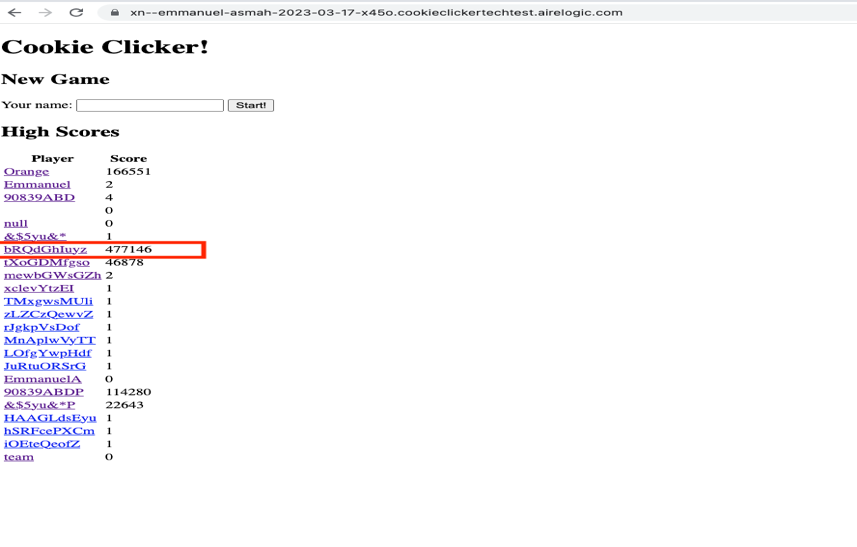 xn--emmanuel-asmah-2023-03-17-x45o.cookieclickertechtest.airelogic.com
Cookie Clicker!
New Game
Your name: Start!
High Scores
Player Score
Orange 166551
Emmanuel 2
90839ABD 4
0
null 0
&$5yu&* 1
bRQdGhIuyz 477146
tXoGDMfgso 46878
mewbGWsGZh 2
xclevYtzEI 1
TMxgwsMUli 1
zLZCzQewvZ 1
rJgkpVsDof 1
MnAplwVyTT 1
LOfgYwpHdf 1
JuRtuORSrG 1
EmmanuelA 0
90839ABDP 114280
&$5yu&*P 22643
HAAGLdsEyu 1
hSRFcePXCm 1
iOEteQeofZ 1
team 0